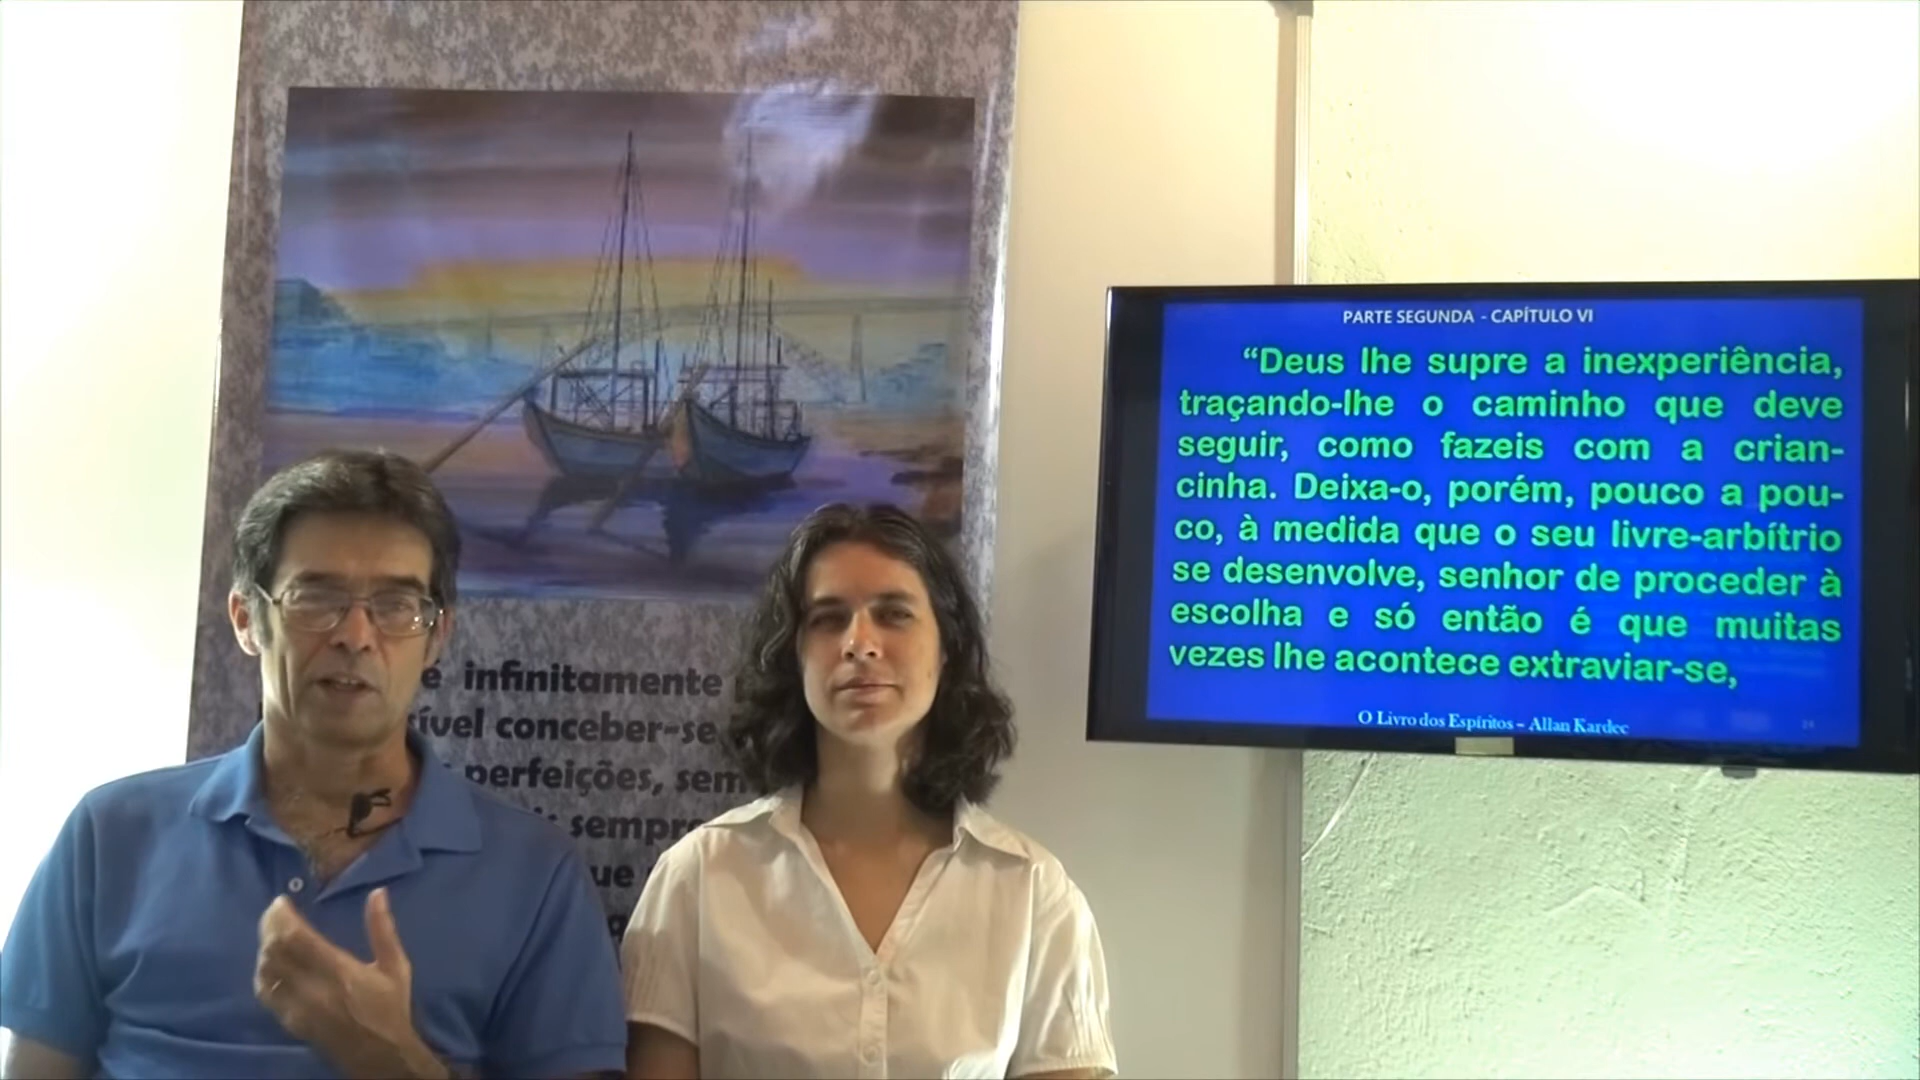 é infinitamente
conceber-se
perfeições, sem
sempre
que
PARTE SEGUNDA - CAPÍTULO VI
“Deus lhe supre a inexperiência,
traçando-lhe o caminho que deve
seguir, como fazeis com a crian-
cinha. Deixa-o, porém, pouco a pou-
co, à medida que o seu livre-arbítrio
se desenvolve, senhor de proceder à
escolha e só então é que muitas
vezes lhe acontece extraviar-se,
O Livro dos Espíritos – Allan Kardec